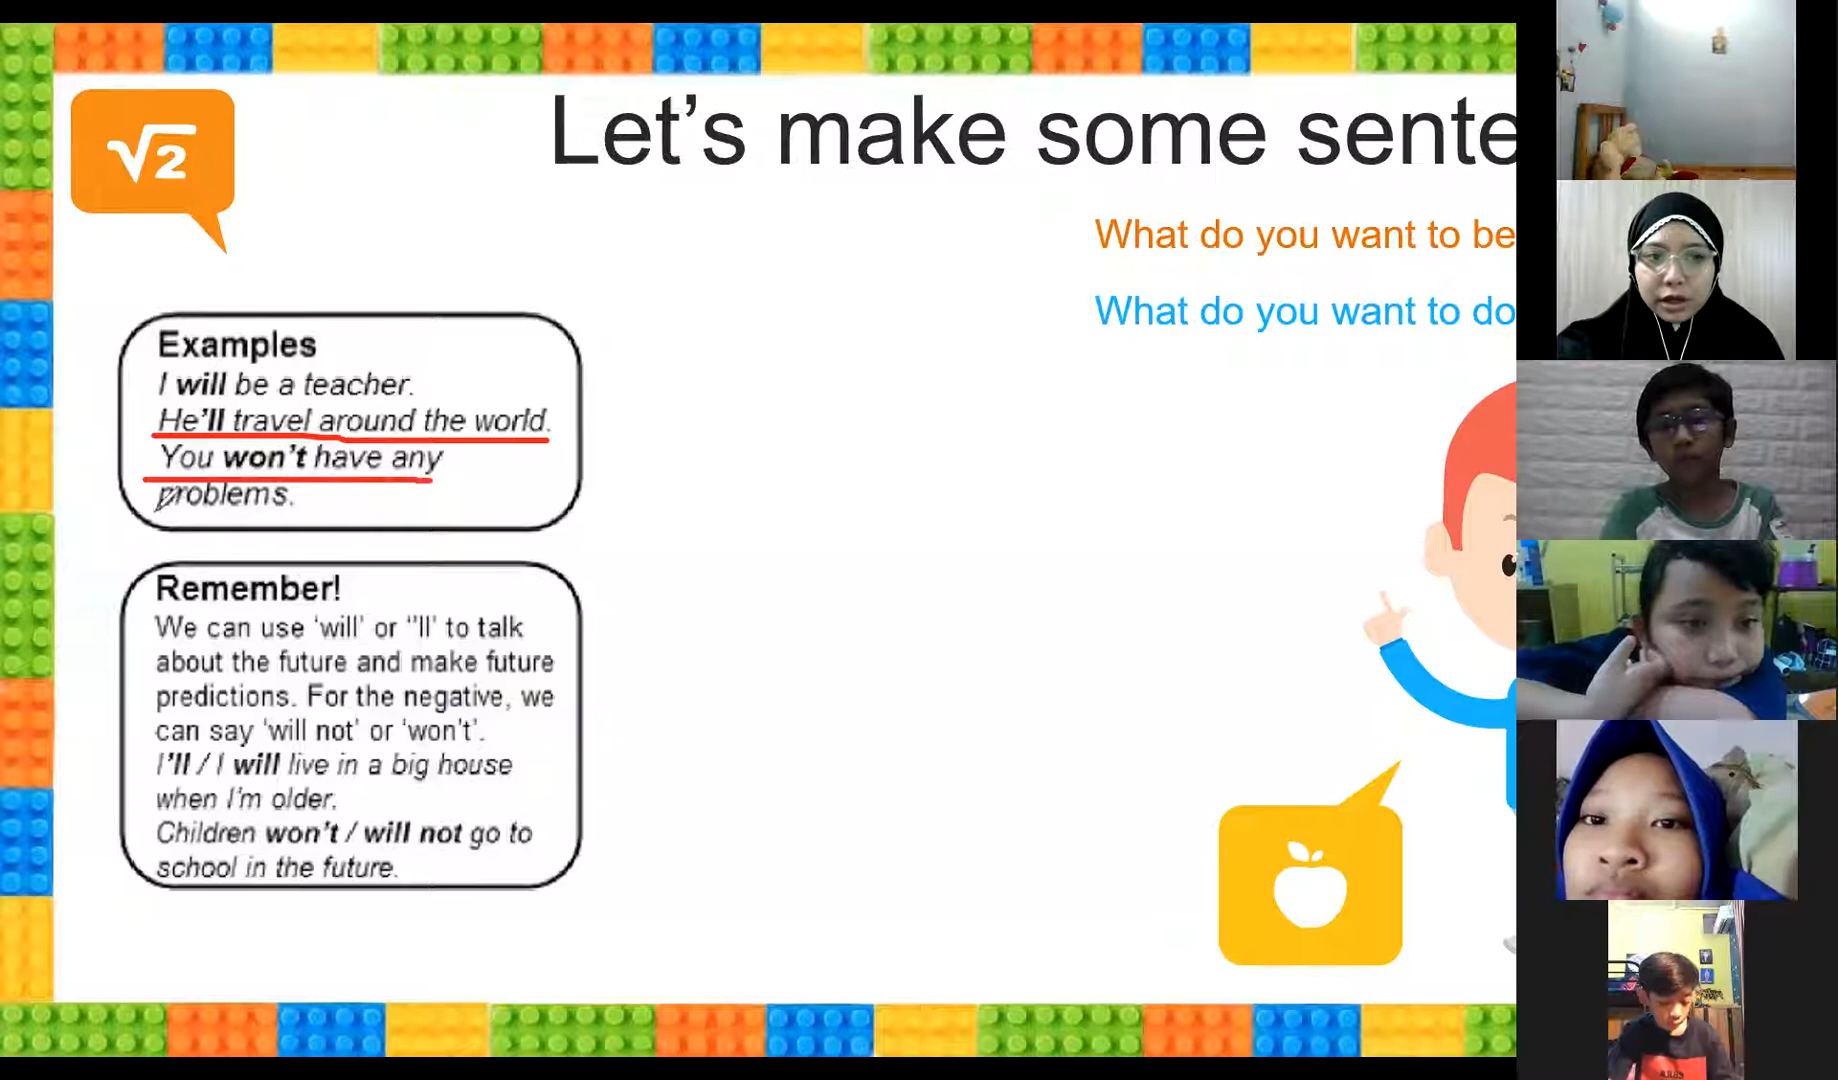 √2
Let's make some sente
What do you want to be
What do you want to do
Examples
I will be a teacher.
He'll travel around the world.
You won't have any
problems.
Remember!
We can use 'will' or ''ll' to talk
about the future and make future
predictions. For the negative, we
can say 'will not' or 'won't'.
I'll / I will live in a big house
when I'm older.
Children won't / will not go to
school in the future.